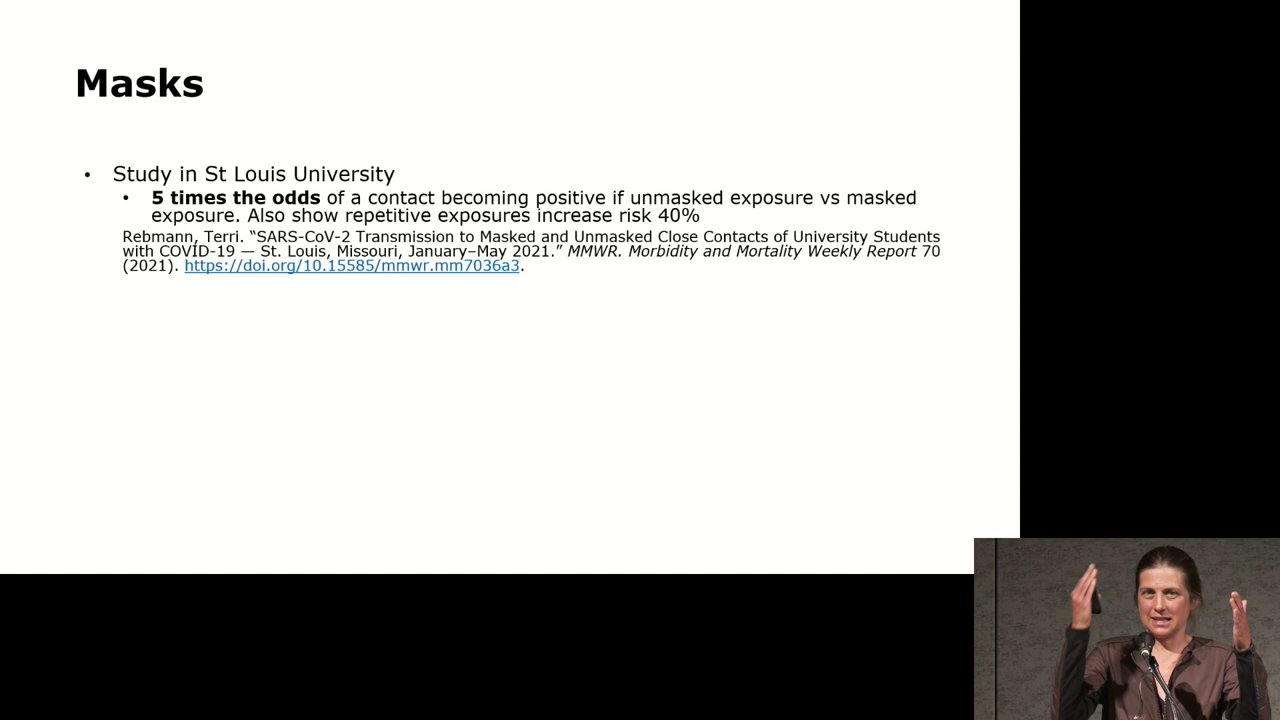 Masks
• Study in St Louis University
• 5 times the odds of a contact becoming positive if unmasked exposure vs masked
exposure. Also show repetitive exposures increase risk 40%
Rebmann, Terri. “SARS-CoV-2 Transmission to Masked and Unmasked Close Contacts of University Students
with COVID-19 — St. Louis, Missouri, January–May 2021.” MMWR. Morbidity and Mortality Weekly Report 70
(2021). https://doi.org/10.15585/mmwr.mm7036a3.